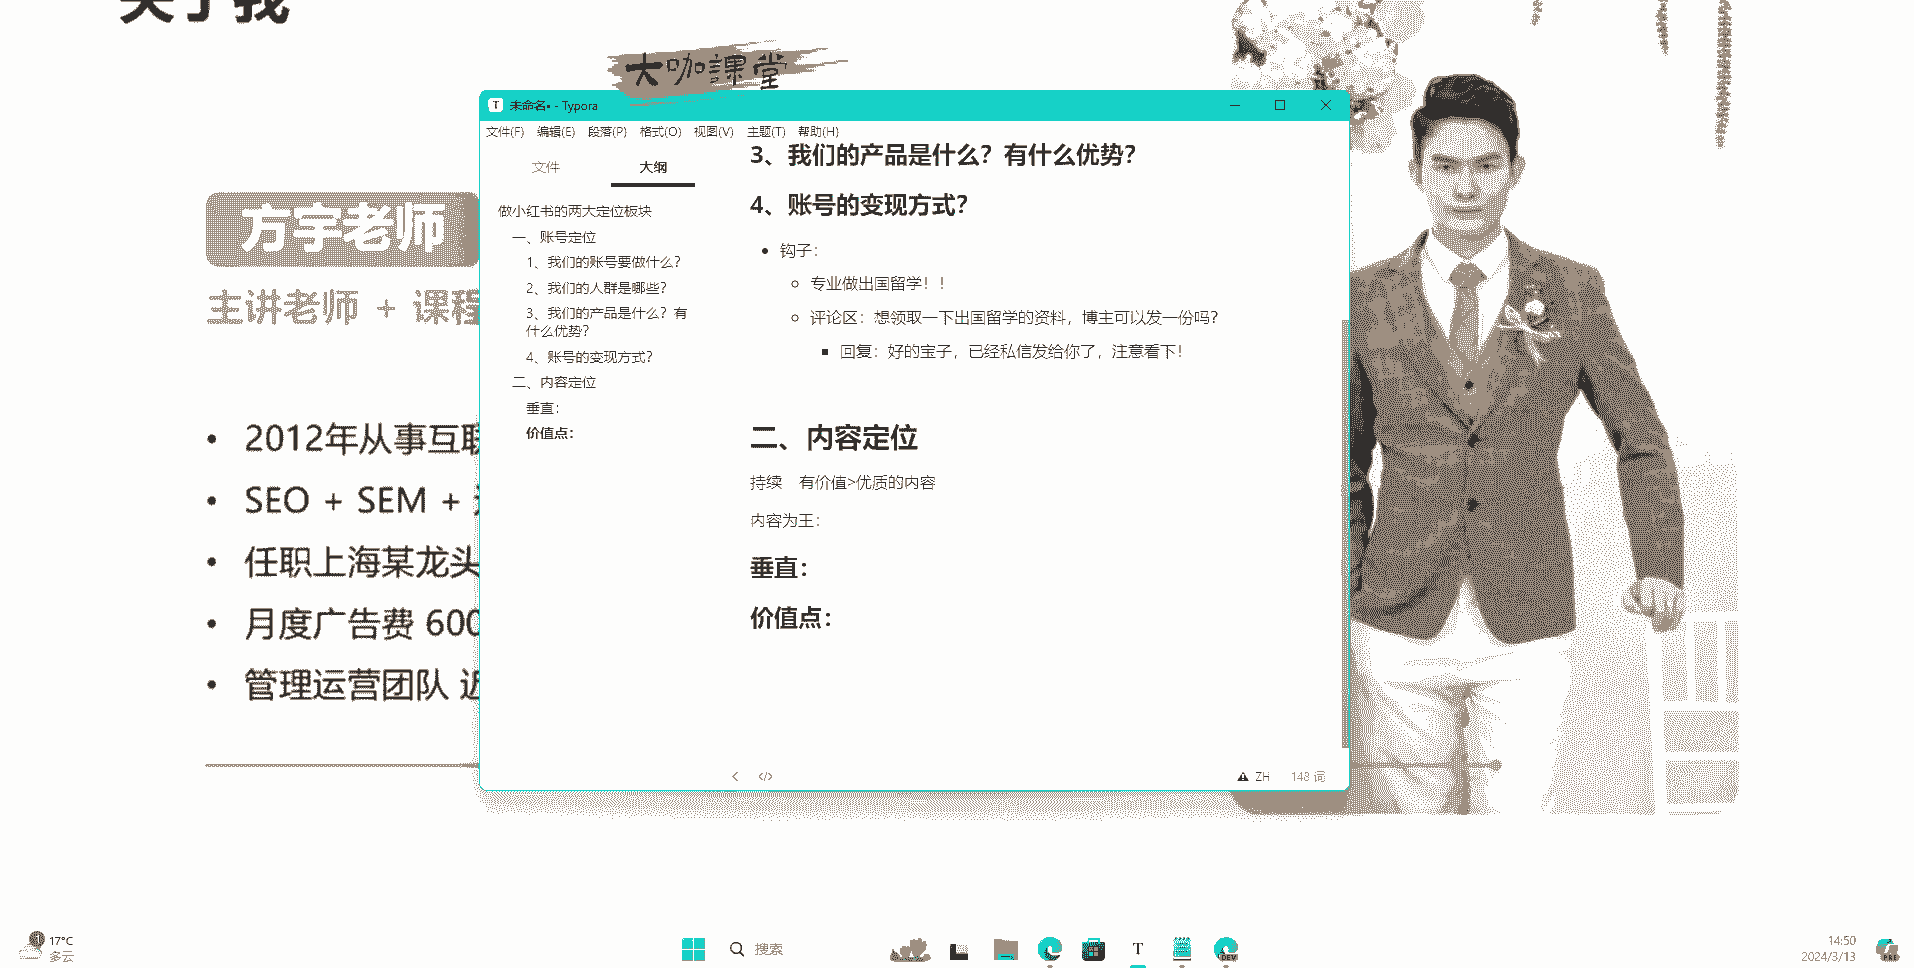 关于我
大咖課堂
方宇老师
主讲老师 + 课程
2012年从事互联
SEO + SEM +
任职上海某龙头
月度广告费 600
管理运营团队 近
未命名• - Typora
文件(F) 编辑(E) 段落(P) 格式(O) 视图(V) 主题(T) 帮助(H)
文件 大纲
做小红书的两大定位板块
一、账号定位
1、我们的账号要做什么?
2、我们的人群是哪些?
3、我们的产品是什么?有
什么优势?
4、账号的变现方式?
二、内容定位
垂直:
价值点:
3、我们的产品是什么?有什么优势?
4、账号的变现方式?
钩子:
专业做出国留学!!
评论区:想领取一下出国留学的资料,博主可以发一份吗?
回复:好的宝子,已经私信发给你了,注意看下!
二、内容定位
持续 有价值>优质的内容
内容为王:
垂直:
价值点:
ZH 148 词
1 17°C
多云
搜索
T
DEV
14:50
2024/3/13
PRE